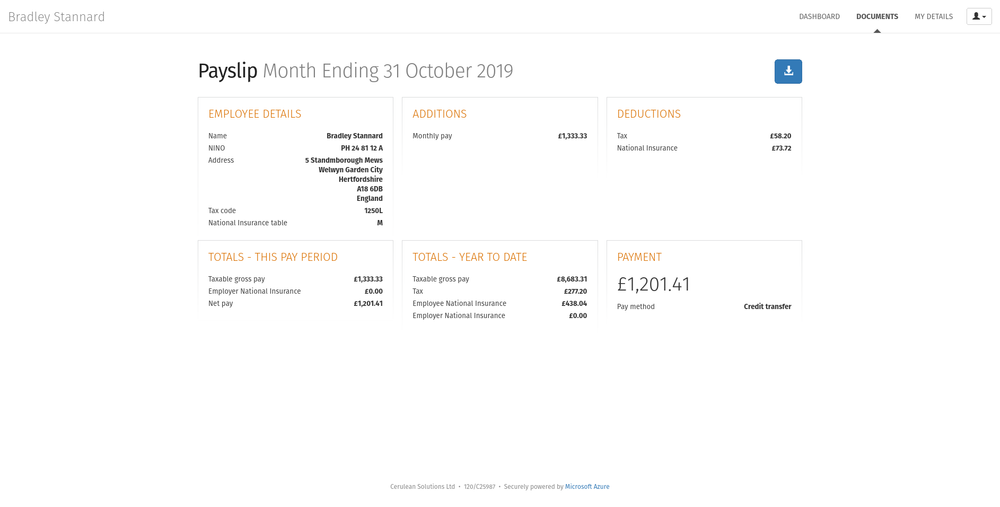 Bradley Stannard
DASHBOARD DOCUMENTS MY DETAILS
Payslip Month Ending 31 October 2019
EMPLOYEE DETAILS
Name Bradley Stannard
NINO PH 24 81 12 A
Address 5 Standmborough Mews
Welwyn Garden City
Hertfordshire
A18 6DB
England
Tax code 1250L
National Insurance table M
ADDITIONS
Monthly pay £1,333.33
DEDUCTIONS
Tax £58.20
National Insurance £73.72
TOTALS - THIS PAY PERIOD
Taxable gross pay £1,333.33
Employer National Insurance £0.00
Net pay £1,201.41
TOTALS - YEAR TO DATE
Taxable gross pay £8,683.31
Tax £277.20
Employee National Insurance £438.04
Employer National Insurance £0.00
PAYMENT
£1,201.41
Pay method Credit transfer
Cerulean Solutions Ltd • 120/CZ5987 • Securely powered by Microsoft Azure